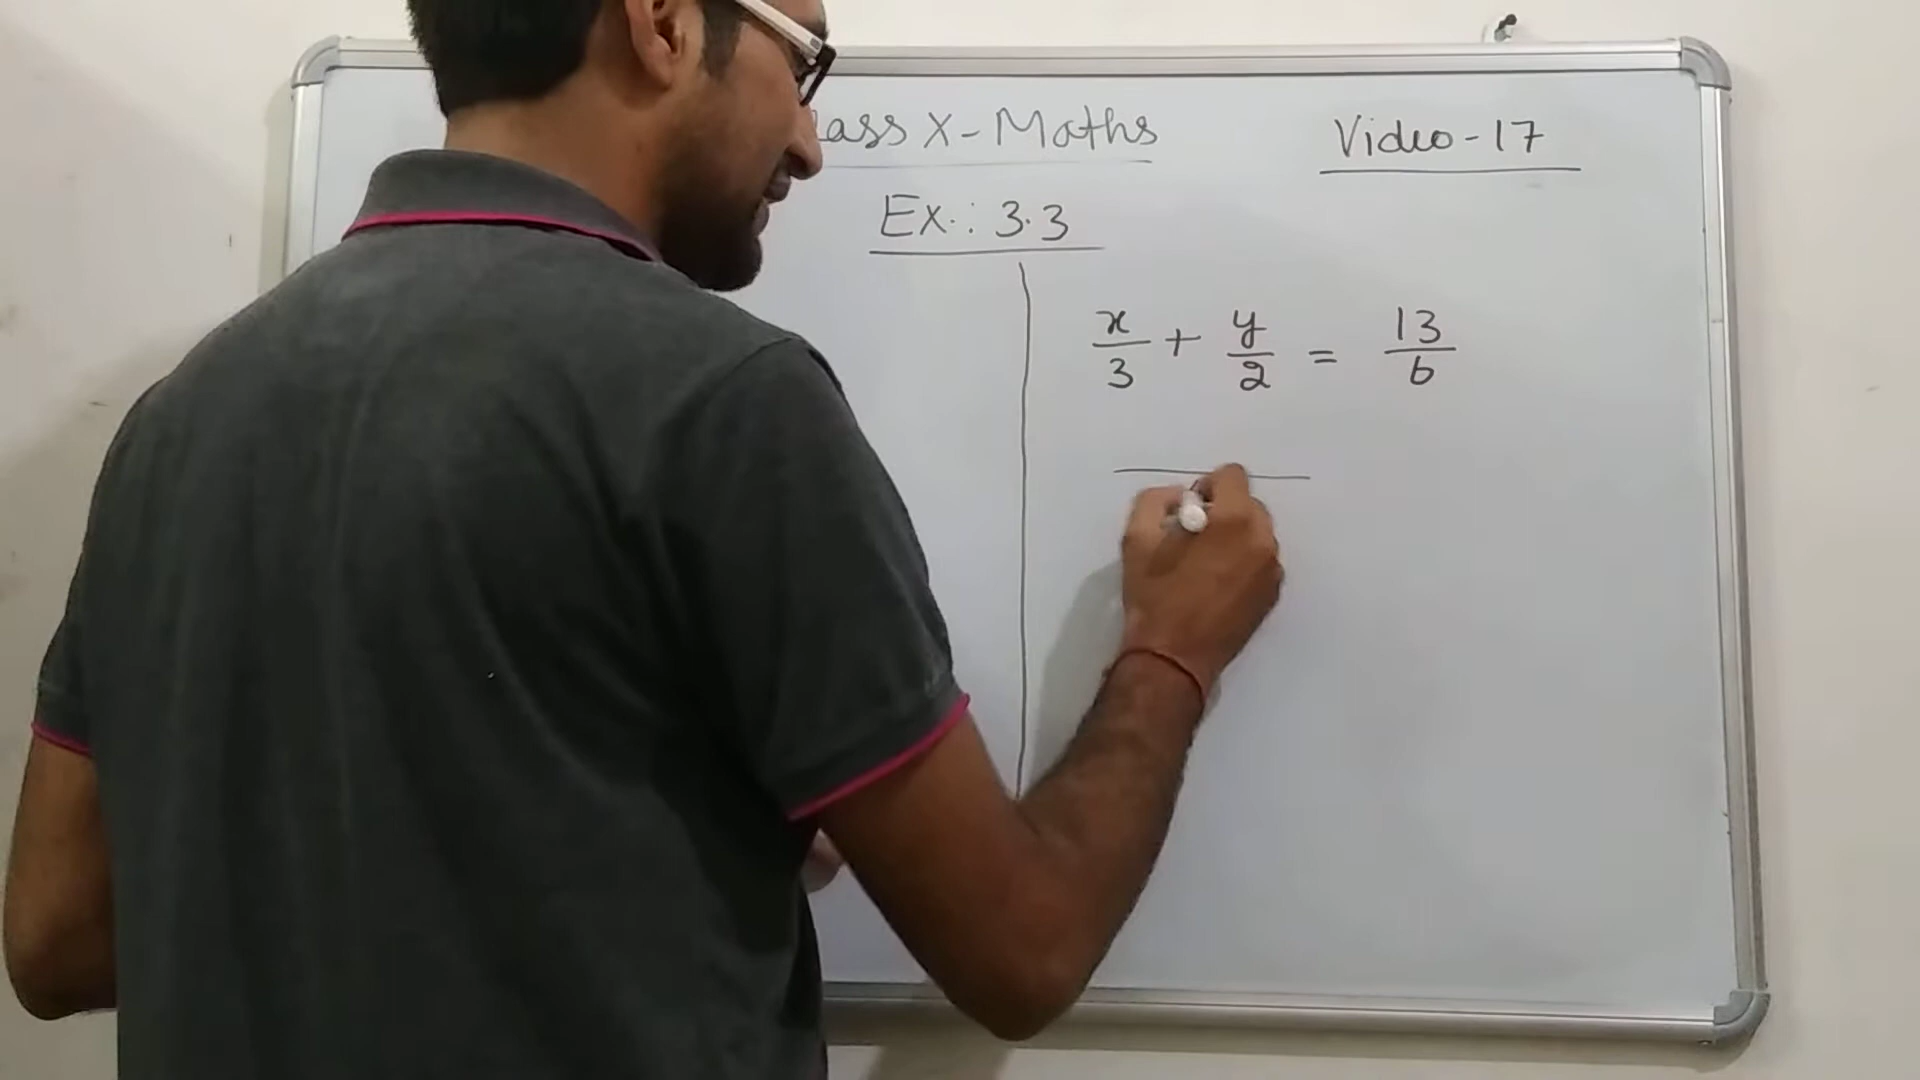 lass X - Maths
Video - 17
Ex.: 3.3
x/3 + y/2 = 13/6